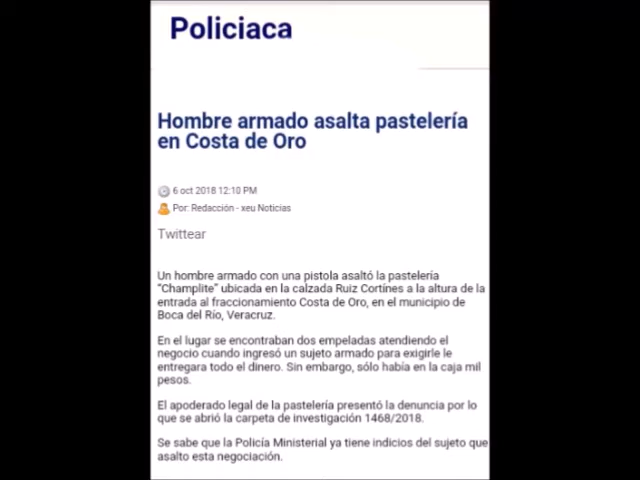 Policiaca
Hombre armado asalta pastelería
en Costa de Oro
6 oct 2018 12:10 PM
Por: Redacción - xeu Noticias
Twittear
Un hombre armado con una pistola asaltó la pastelería
“Champlite” ubicada en la calzada Ruiz Cortínes a la altura de la
entrada al fraccionamiento Costa de Oro, en el municipio de
Boca del Río, Veracruz.
En el lugar se encontraban dos empeladas atendiendo el
negocio cuando ingresó un sujeto armado para exigirle le
entregara todo el dinero. Sin embargo, sólo había en la caja mil
pesos.
El apoderado legal de la pastelería presentó la denuncia por lo
que se abrió la carpeta de investigación 1468/2018.
Se sabe que la Policía Ministerial ya tiene indicios del sujeto que
asalto esta negociación.